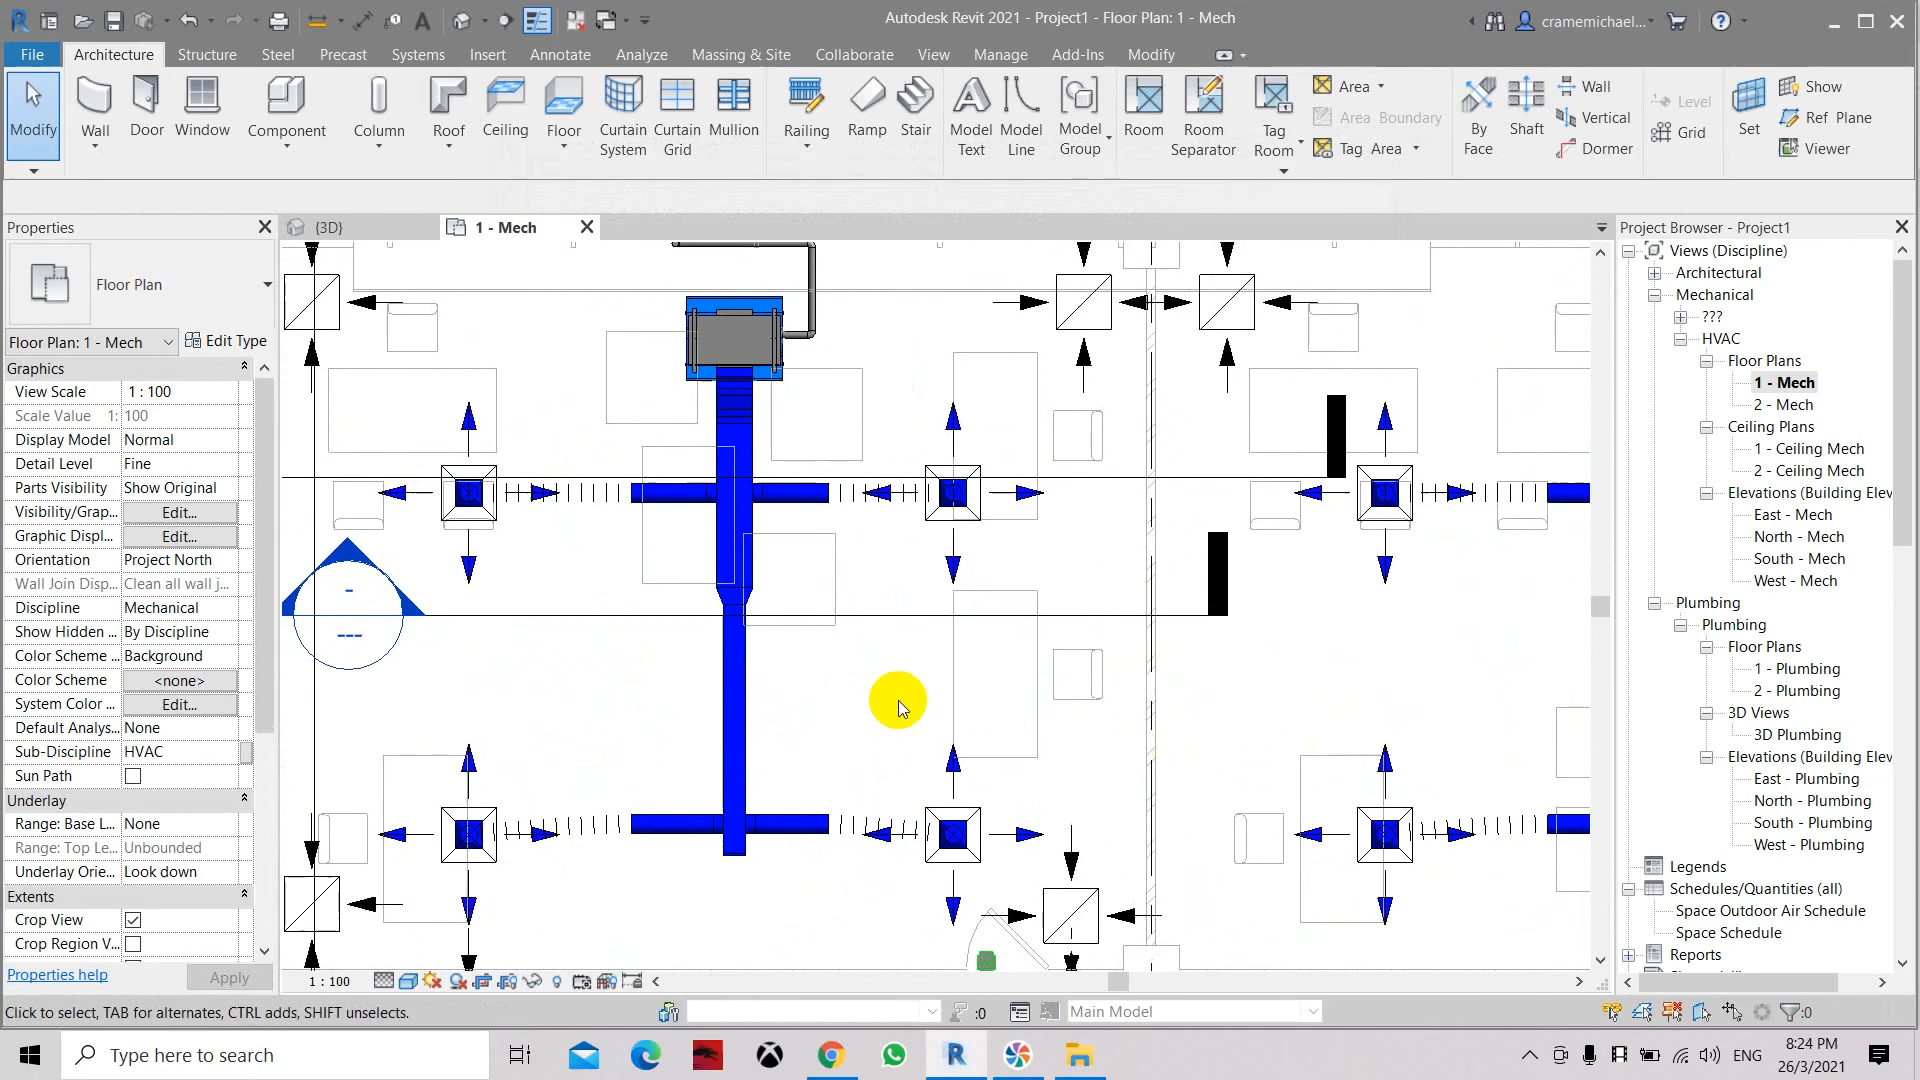 Autodesk Revit 2021 - Project1 - Floor Plan: 1 - Mech
cramemichael...
File Architecture Structure Steel Precast Systems Insert Annotate Analyze Massing & Site Collaborate View Manage Add-Ins Modify
Modify
Wall
Door
Window
Component
Column
Roof
Ceiling
Floor
Curtain System
Curtain Grid
Mullion
Railing
Ramp
Stair
Model Text
Model Line
Model Group
Room
Room Separator
Tag Room
Area
Area Boundary
Tag Area
By Face
Shaft
Wall
Vertical
Dormer
Level
Grid
Set
Show
Ref Plane
Viewer
Properties
Floor Plan
Floor Plan: 1 - Mech
Edit Type
Graphics
View Scale 1 : 100
Scale Value 1: 100
Display Model Normal
Detail Level Fine
Parts Visibility Show Original
Visibility/Grap... Edit...
Graphic Displ... Edit...
Orientation Project North
Wall Join Disp... Clean all wall j...
Discipline Mechanical
Show Hidden ... By Discipline
Color Scheme ... Background
Color Scheme <none>
System Color ... Edit...
Default Analys... None
Sub-Discipline HVAC
Sun Path
Underlay
Range: Base L... None
Range: Top Le... Unbounded
Underlay Orie... Look down
Extents
Crop View
Crop Region V...
Properties help
Apply
{3D}
1 - Mech
-
---
1 : 100
Project Browser - Project1
Views (Discipline)
Architectural
Mechanical
???
HVAC
Floor Plans
1 - Mech
2 - Mech
Ceiling Plans
1 - Ceiling Mech
2 - Ceiling Mech
Elevations (Building Elev
East - Mech
North - Mech
South - Mech
West - Mech
Plumbing
Plumbing
Floor Plans
1 - Plumbing
2 - Plumbing
3D Views
3D Plumbing
Elevations (Building Elev
East - Plumbing
North - Plumbing
South - Plumbing
West - Plumbing
Legends
Schedules/Quantities (all)
Space Outdoor Air Schedule
Space Schedule
Reports
Click to select, TAB for alternates, CTRL adds, SHIFT unselects.
:0
Main Model
:0
Type here to search
ENG
8:24 PM
26/3/2021